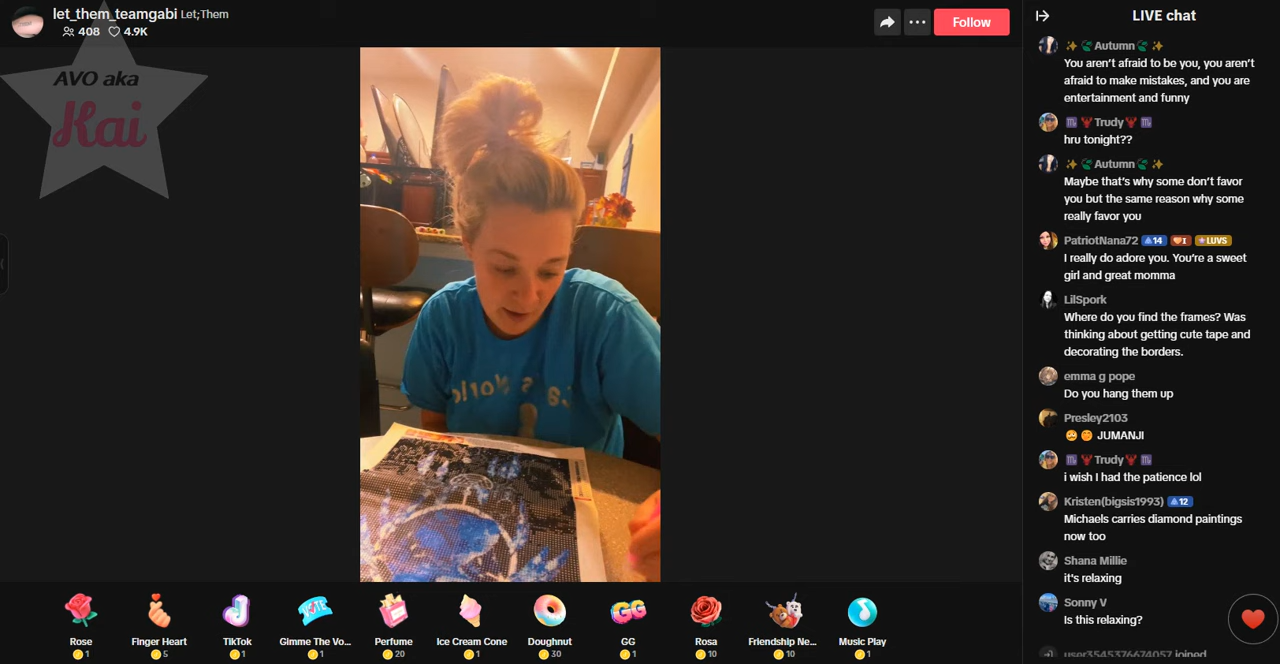 let_them_teamgabi Let;Them
408 4.9K
Follow
AVO aka
Kai
LIVE chat
Autumn
You aren't afraid to be you, you aren't
afraid to make mistakes, and you are
entertainment and funny
Trudy
hru tonight??
Autumn
Maybe that's why some don't favor
you but the same reason why some
really favor you
PatriotNana72 14 I LUVS
I really do adore you. You're a sweet
girl and great momma
LilSpork
Where do you find the frames? Was
thinking about getting cute tape and
decorating the borders.
emma g pope
Do you hang them up
Presley2103
🥹 🤭 JUMANJI
Trudy
i wish I had the patience lol
Kristen(bigsis1993) 12
Michaels carries diamond paintings
now too
Shana Millie
it's relaxing
Sonny V
Is this relaxing?
user3545376674057 joined
Rose Finger Heart TikTok Gimme The Vo... Perfume Ice Cream Cone Doughnut GG Rosa Friendship Ne... Music Play
1 5 1 1 20 1 30 1 10 10 1